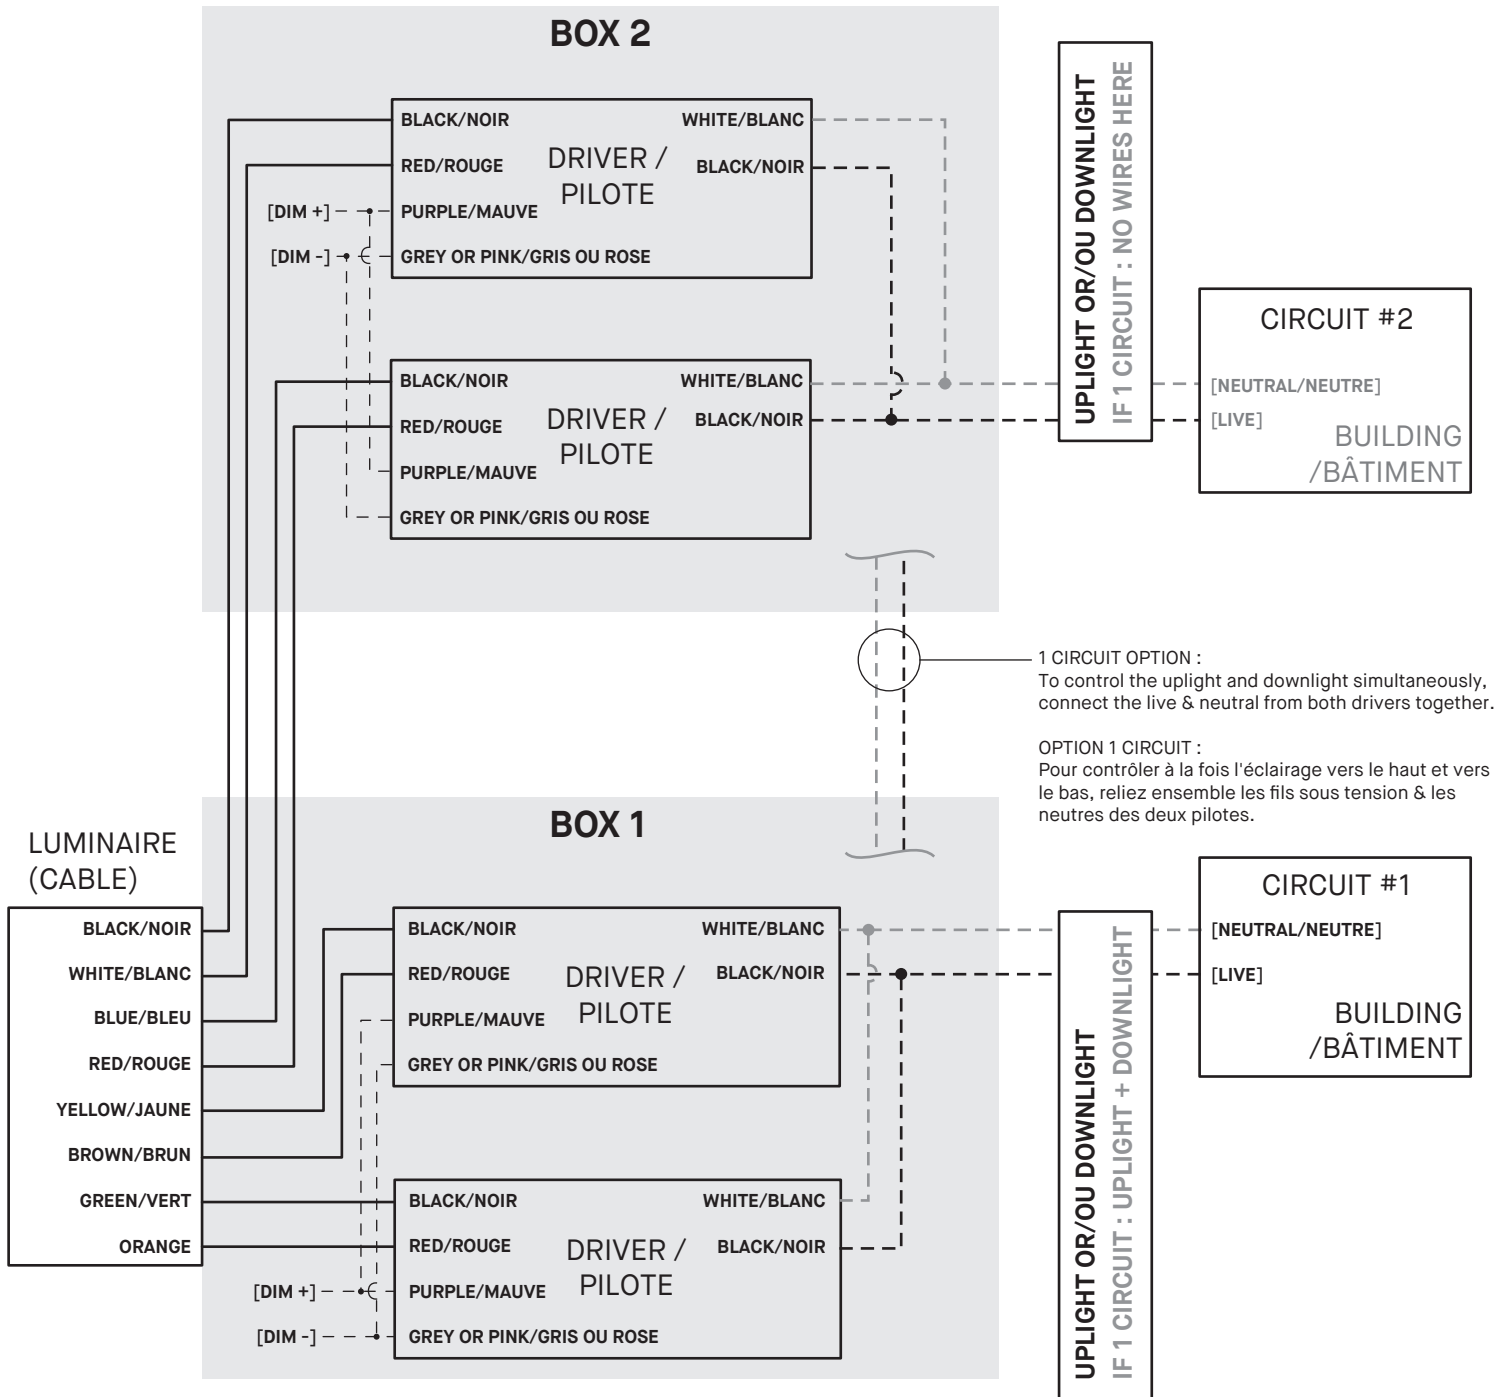 BOX 2
BLACK/NOIR
WHITE/BLANC
RED/ROUGE
DRIVER /
PILOTE
BLACK/NOIR
[DIM +]
PURPLE/MAUVE
[DIM -]
GREY OR PINK/GRIS OU ROSE
BLACK/NOIR
WHITE/BLANC
RED/ROUGE
DRIVER /
PILOTE
BLACK/NOIR
PURPLE/MAUVE
GREY OR PINK/GRIS OU ROSE
UPLIGHT OR/OU DOWNLIGHT
IF 1 CIRCUIT : NO WIRES HERE
CIRCUIT #2
[NEUTRAL/NEUTRE]
[LIVE]
BUILDING
/BÂTIMENT
1 CIRCUIT OPTION :
To control the uplight and downlight simultaneously,
connect the live & neutral from both drivers together.
OPTION 1 CIRCUIT :
Pour contrôler à la fois l'éclairage vers le haut et vers
le bas, reliez ensemble les fils sous tension & les
neutres des deux pilotes.
BOX 1
LUMINAIRE
(CABLE)
BLACK/NOIR
WHITE/BLANC
BLUE/BLEU
RED/ROUGE
YELLOW/JAUNE
BROWN/BRUN
GREEN/VERT
ORANGE
BLACK/NOIR
WHITE/BLANC
RED/ROUGE
DRIVER /
PILOTE
BLACK/NOIR
PURPLE/MAUVE
GREY OR PINK/GRIS OU ROSE
BLACK/NOIR
WHITE/BLANC
RED/ROUGE
DRIVER /
PILOTE
BLACK/NOIR
[DIM +]
PURPLE/MAUVE
[DIM -]
GREY OR PINK/GRIS OU ROSE
UPLIGHT OR/OU DOWNLIGHT
IF 1 CIRCUIT : UPLIGHT + DOWNLIGHT
CIRCUIT #1
[NEUTRAL/NEUTRE]
[LIVE]
BUILDING
/BÂTIMENT